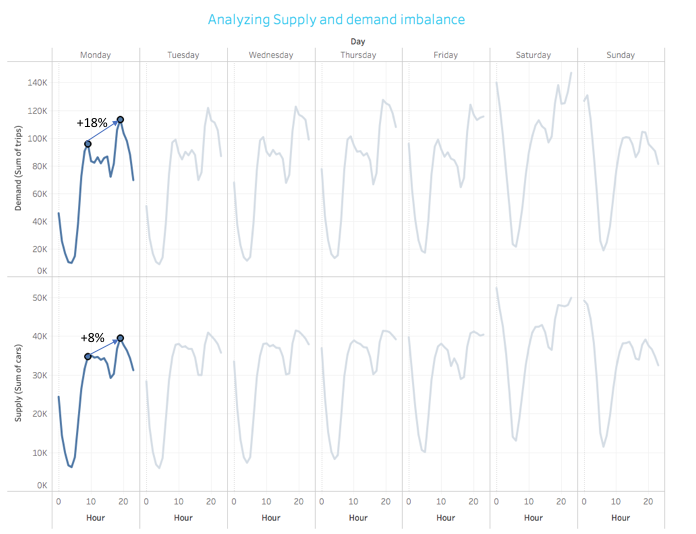 Analyzing Supply and demand imbalance
Day
Monday Tuesday Wednesday Thursday Friday Saturday Sunday
Demand (Sum of trips)
140K
120K
100K
80K
60K
40K
20K
0K
+18%
Supply (Sum of cars)
50K
40K
30K
20K
10K
0K
+8%
0 10 20 0 10 20 0 10 20 0 10 20 0 10 20 0 10 20 0 10 20
Hour Hour Hour Hour Hour Hour Hour